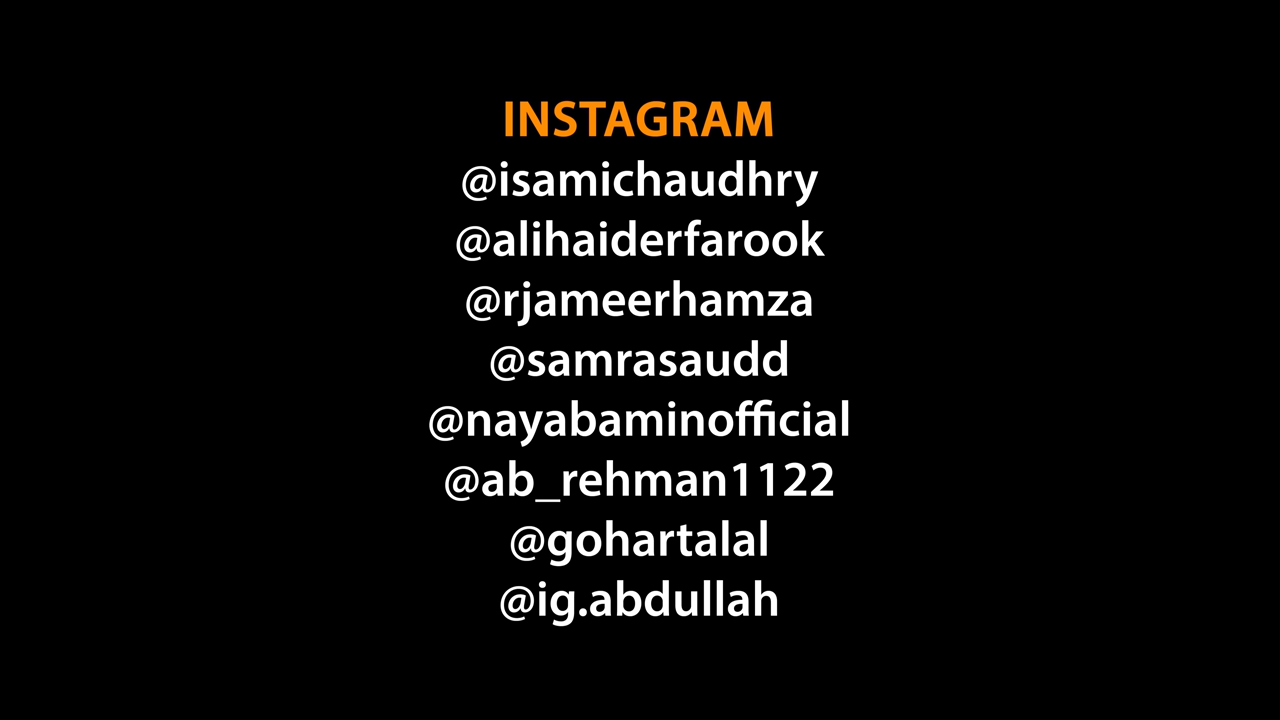 INSTAGRAM
@isamichaudhry
@alihaiderfarook
@rjameerhamza
@samrasaudd
@nayabaminofficial
@ab_rehman1122
@gohartalal
@ig.abdullah